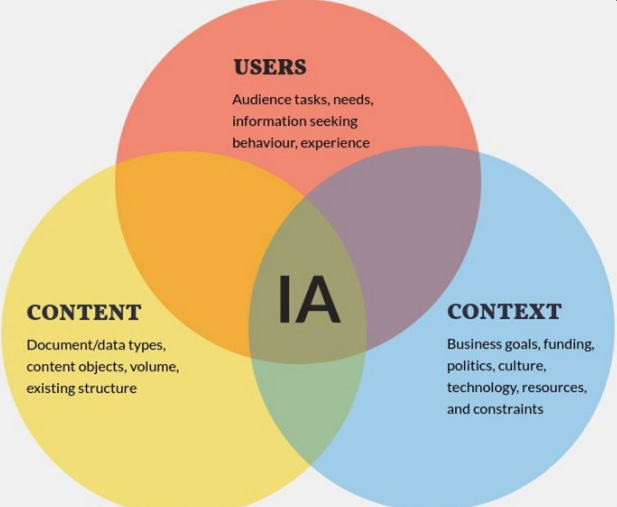 USERS
Audience tasks, needs,
information seeking
behaviour, experience
IA
CONTENT
Document/data types,
content objects, volume,
existing structure
CONTEXT
Business goals, funding,
politics, culture,
technology, resources,
and constraints